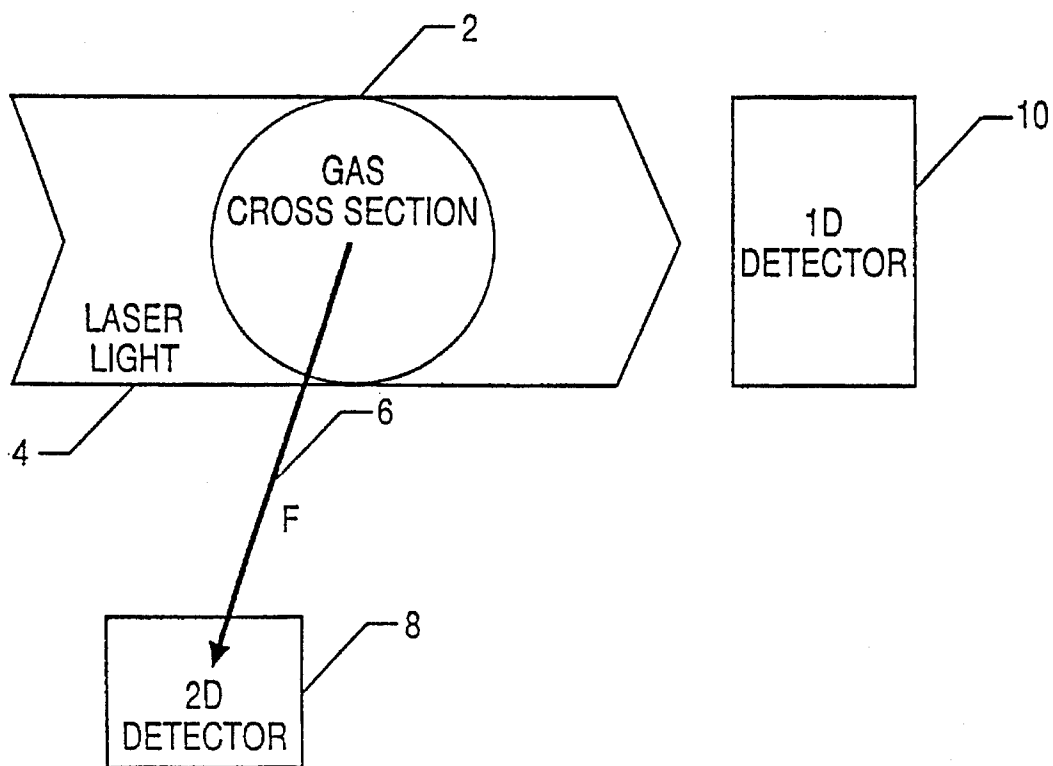 2
10
GAS
CROSS SECTION
1D
DETECTOR
LASER
LIGHT
4
6
F
8
2D
DETECTOR